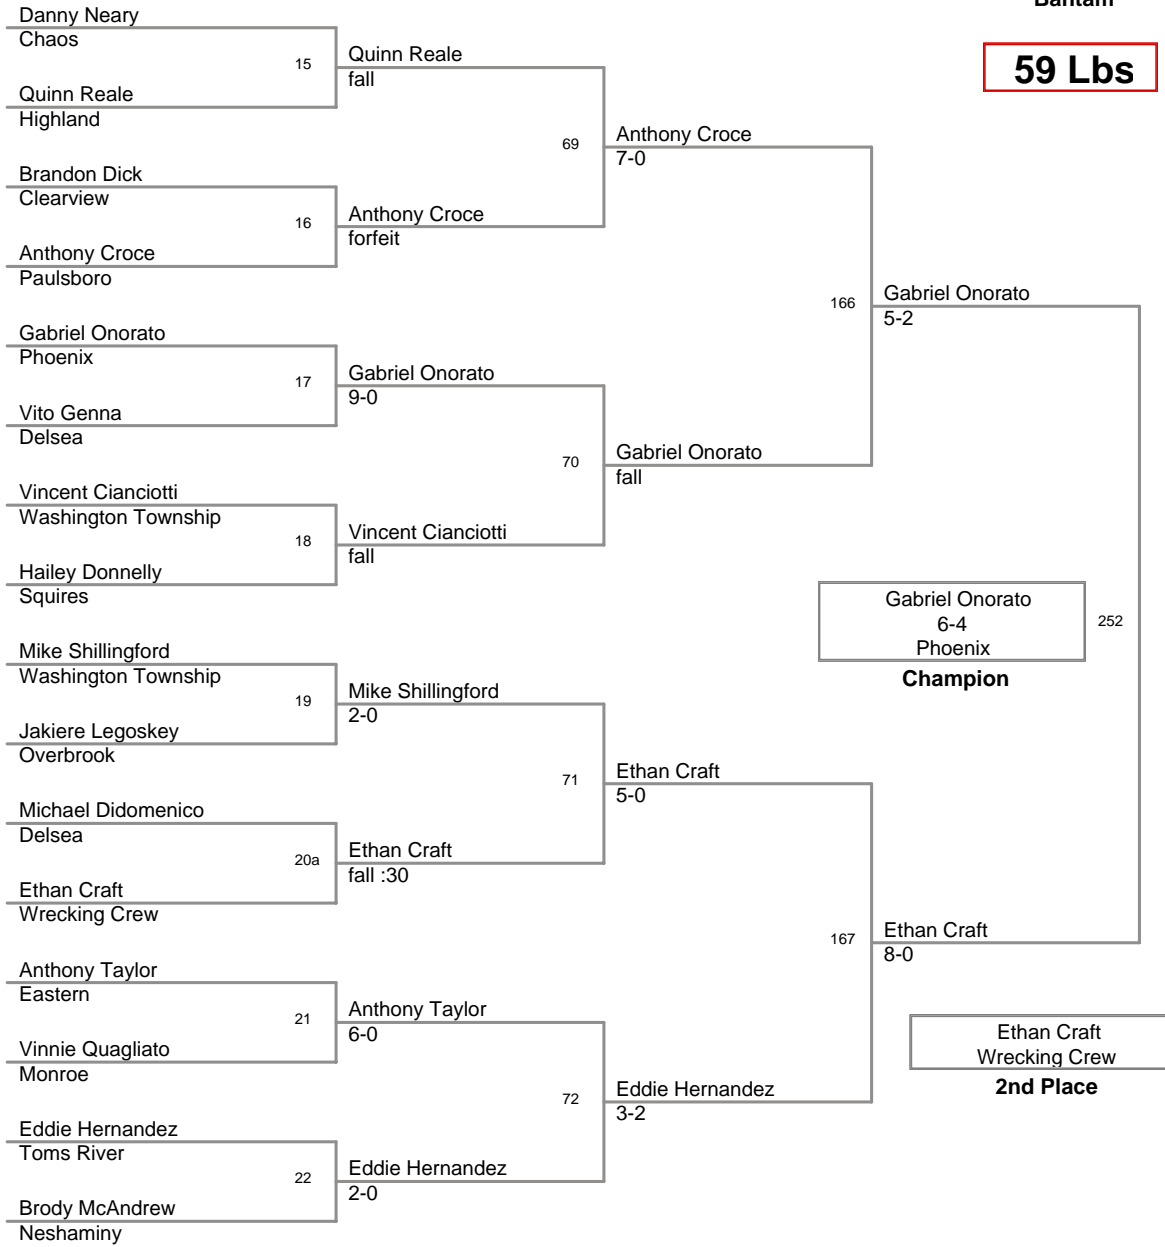 Bantam
59 Lbs
Danny Neary
Chaos
15
Quinn Reale
fall
Quinn Reale
Highland
69
Anthony Croce
7-0
Brandon Dick
Clearview
16
Anthony Croce
forfeit
Anthony Croce
Paulsboro
166
Gabriel Onorato
5-2
Gabriel Onorato
Phoenix
17
Gabriel Onorato
9-0
Vito Genna
Delsea
70
Gabriel Onorato
fall
Vincent Cianciotti
Washington Township
18
Vincent Cianciotti
fall
Hailey Donnelly
Squires
Gabriel Onorato
6-4
Phoenix
252
Champion
Mike Shillingford
Washington Township
19
Mike Shillingford
2-0
Jakiere Legoskey
Overbrook
71
Ethan Craft
5-0
Michael Didomenico
Delsea
20a
Ethan Craft
fall :30
Ethan Craft
Wrecking Crew
167
Ethan Craft
8-0
Anthony Taylor
Eastern
21
Anthony Taylor
6-0
Vinnie Quagliato
Monroe
Ethan Craft
Wrecking Crew
2nd Place
72
Eddie Hernandez
3-2
Eddie Hernandez
Toms River
22
Eddie Hernandez
2-0
Brody McAndrew
Neshaminy